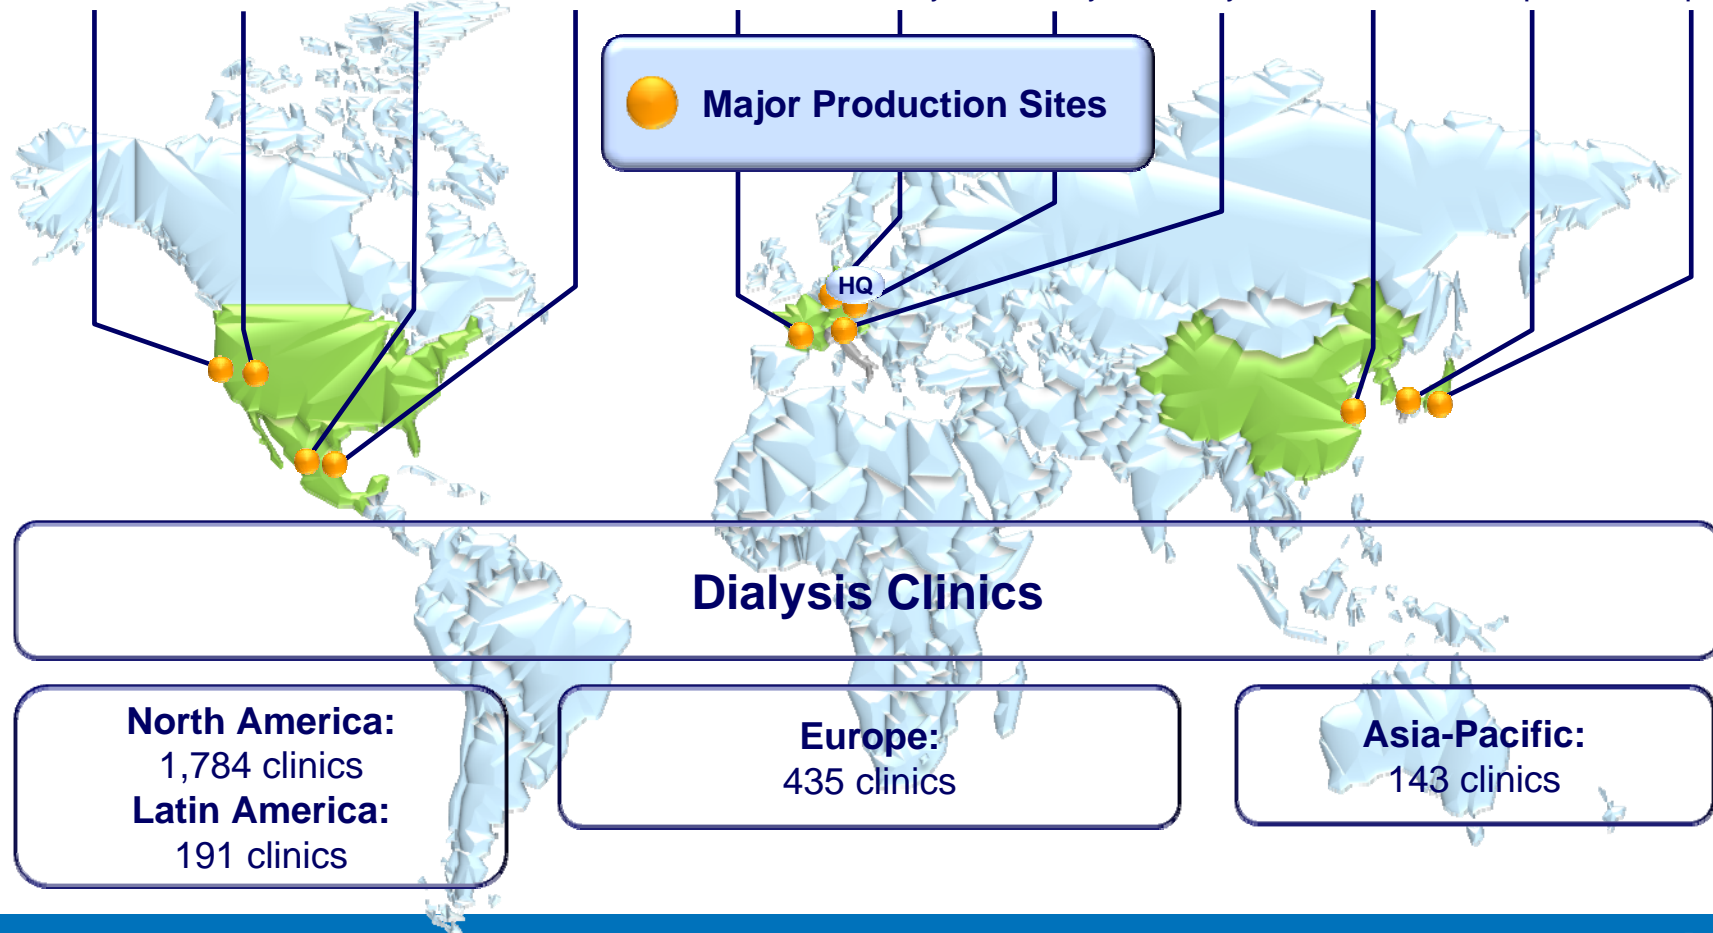 Major Production Sites
HQ
Dialysis Clinics
North America:
1,784 clinics
Latin America:
191 clinics
Europe:
435 clinics
Asia-Pacific:
143 clinics